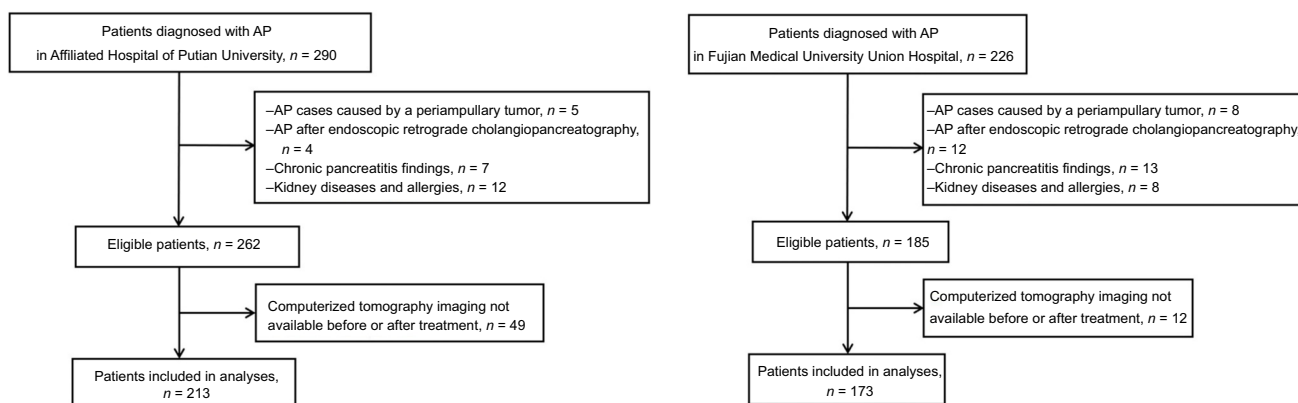 Patients diagnosed with AP
in Affiliated Hospital of Putian University, n = 290
–AP cases caused by a periampullary tumor, n = 5
–AP after endoscopic retrograde cholangiopancreatography,
n = 4
–Chronic pancreatitis findings, n = 7
–Kidney diseases and allergies, n = 12
Eligible patients, n = 262
Computerized tomography imaging not
available before or after treatment, n = 49
Patients included in analyses,
n = 213
Patients diagnosed with AP
in Fujian Medical University Union Hospital, n = 226
–AP cases caused by a periampullary tumor, n = 8
–AP after endoscopic retrograde cholangiopancreatography,
n = 12
–Chronic pancreatitis findings, n = 13
–Kidney diseases and allergies, n = 8
Eligible patients, n = 185
Computerized tomography imaging not
available before or after treatment, n = 12
Patients included in analyses,
n = 173